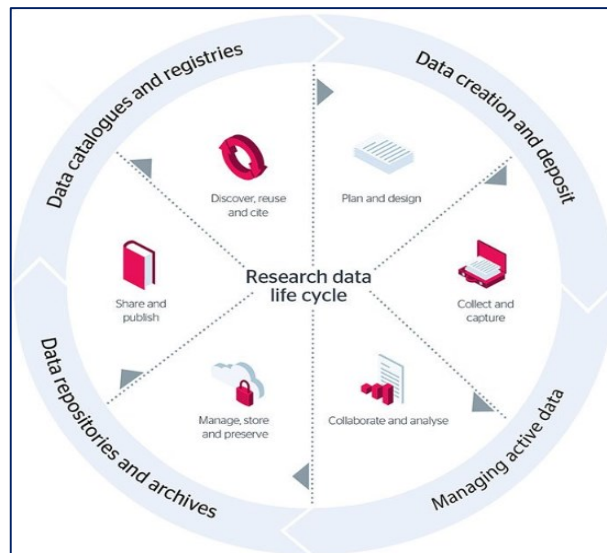 Data catalogues and registries
Data creation and deposit
Discover, reuse
and cite
Plan and design
Share and
publish
Research data
life cycle
Collect and
capture
Manage, store
and preserve
Collaborate and analyse
Data repositories and archives
Managing active data